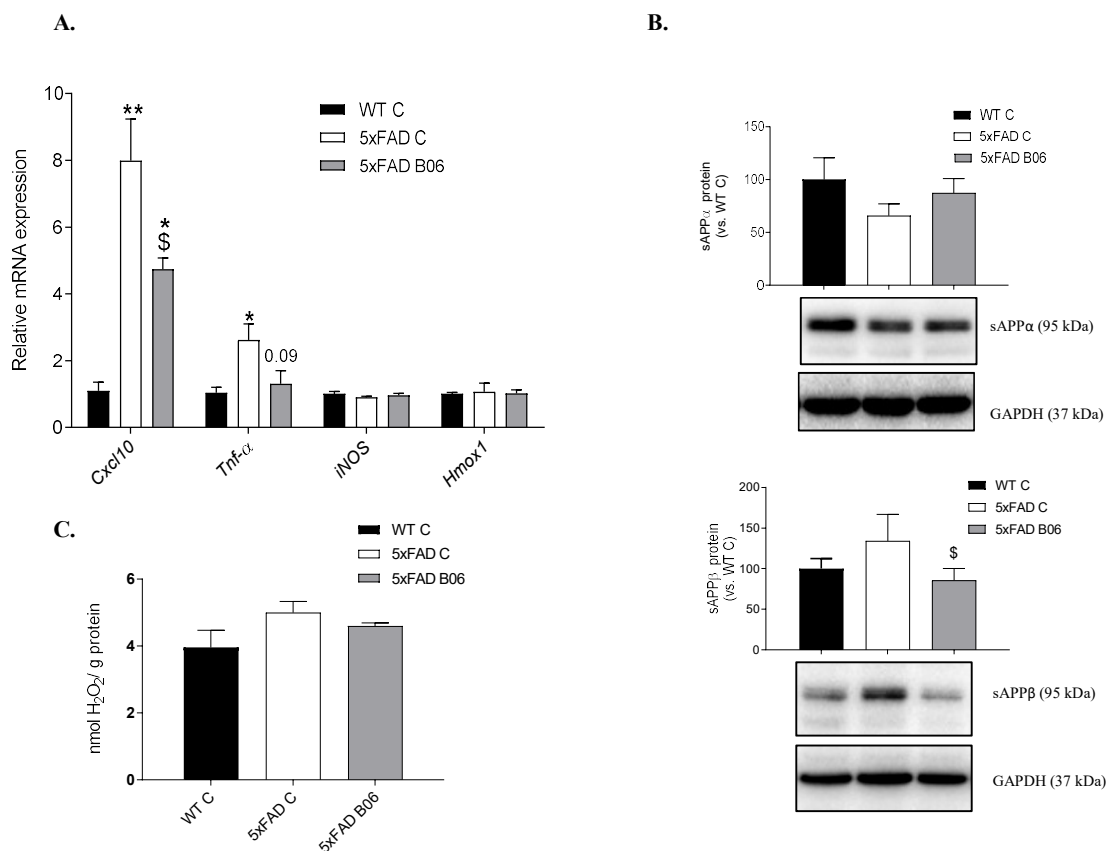 A.
Relative mRNA expression
10
8
6
4
2
0
**
*
$
*
0.09
WT C
5xFAD C
5xFAD B06
Cxcl10
Tnf-α
iNOS
Hmox1
B.
sAPPα protein
(vs. WT C)
150
100
50
0
WT C
5xFAD C
5xFAD B06
sAPPα (95 kDa)
GAPDH (37 kDa)
sAPPβ protein
(vs. WT C)
200
150
100
50
0
WT C
5xFAD C
5xFAD B06
$
sAPPβ (95 kDa)
GAPDH (37 kDa)
C.
nmol H₂O₂/ g protein
6
4
2
0
WT C
5xFAD C
5xFAD B06
WT C
5xFAD C
5xFAD B06